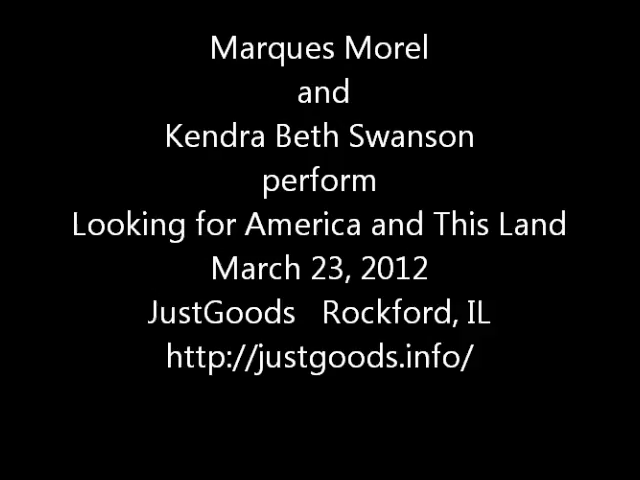 Marques Morel
and
Kendra Beth Swanson
perform
Looking for America and This Land
March 23, 2012
JustGoods   Rockford, IL
http://justgoods.info/